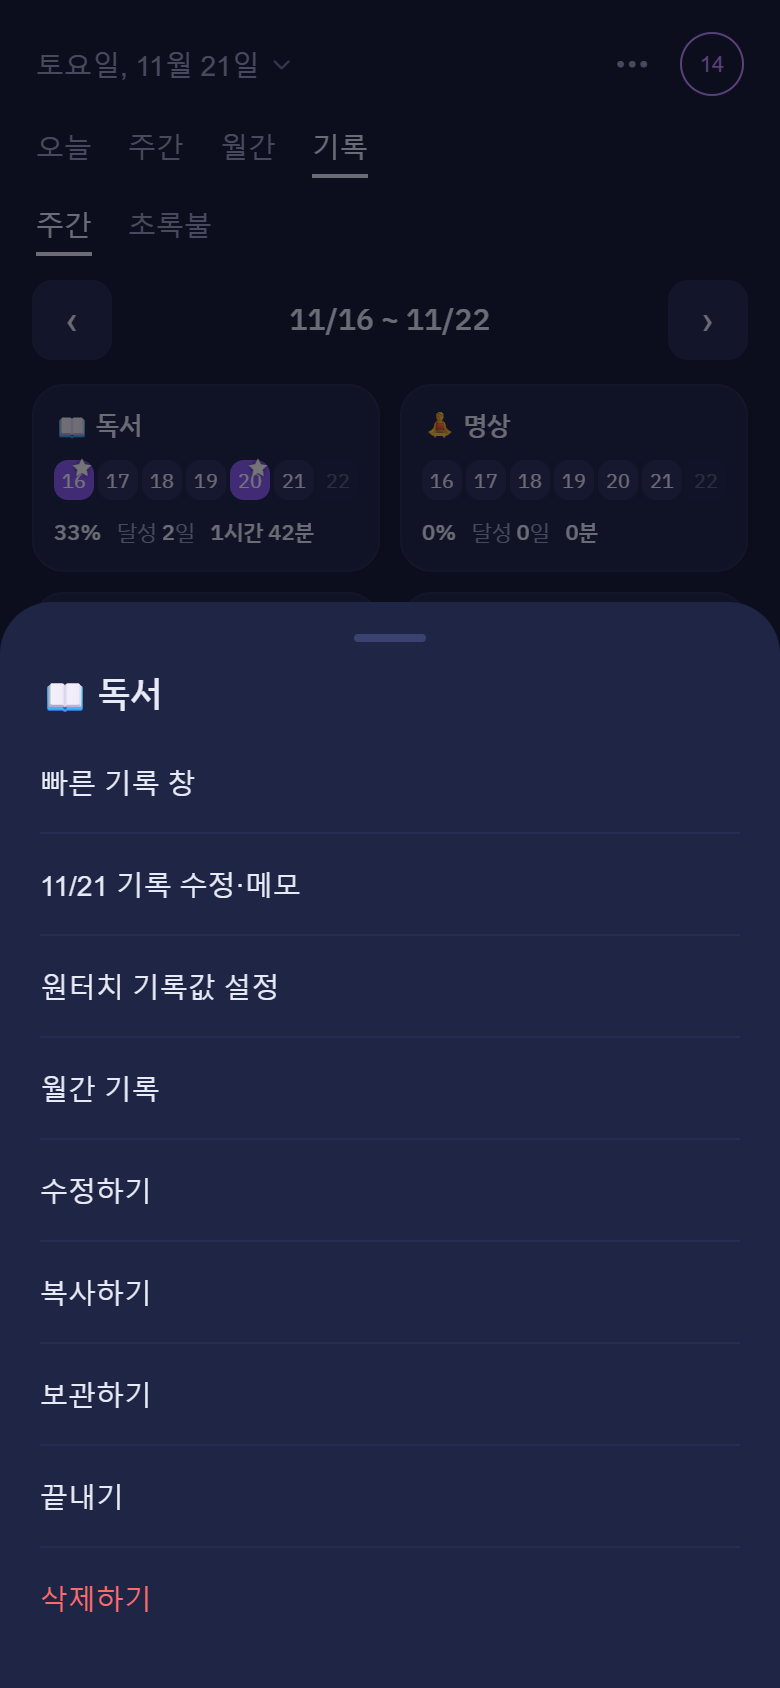 토요일, 11월 21일
14
오늘 주간 월간 기록
주간 초록불
‹ 11/16 ~ 11/22 ›
독서
16 17 18 19 20 21 22
33% 달성 2일 1시간 42분
명상
16 17 18 19 20 21 22
0% 달성 0일 0분
독서
빠른 기록 창
11/21 기록 수정·메모
원터치 기록값 설정
월간 기록
수정하기
복사하기
보관하기
끝내기
삭제하기